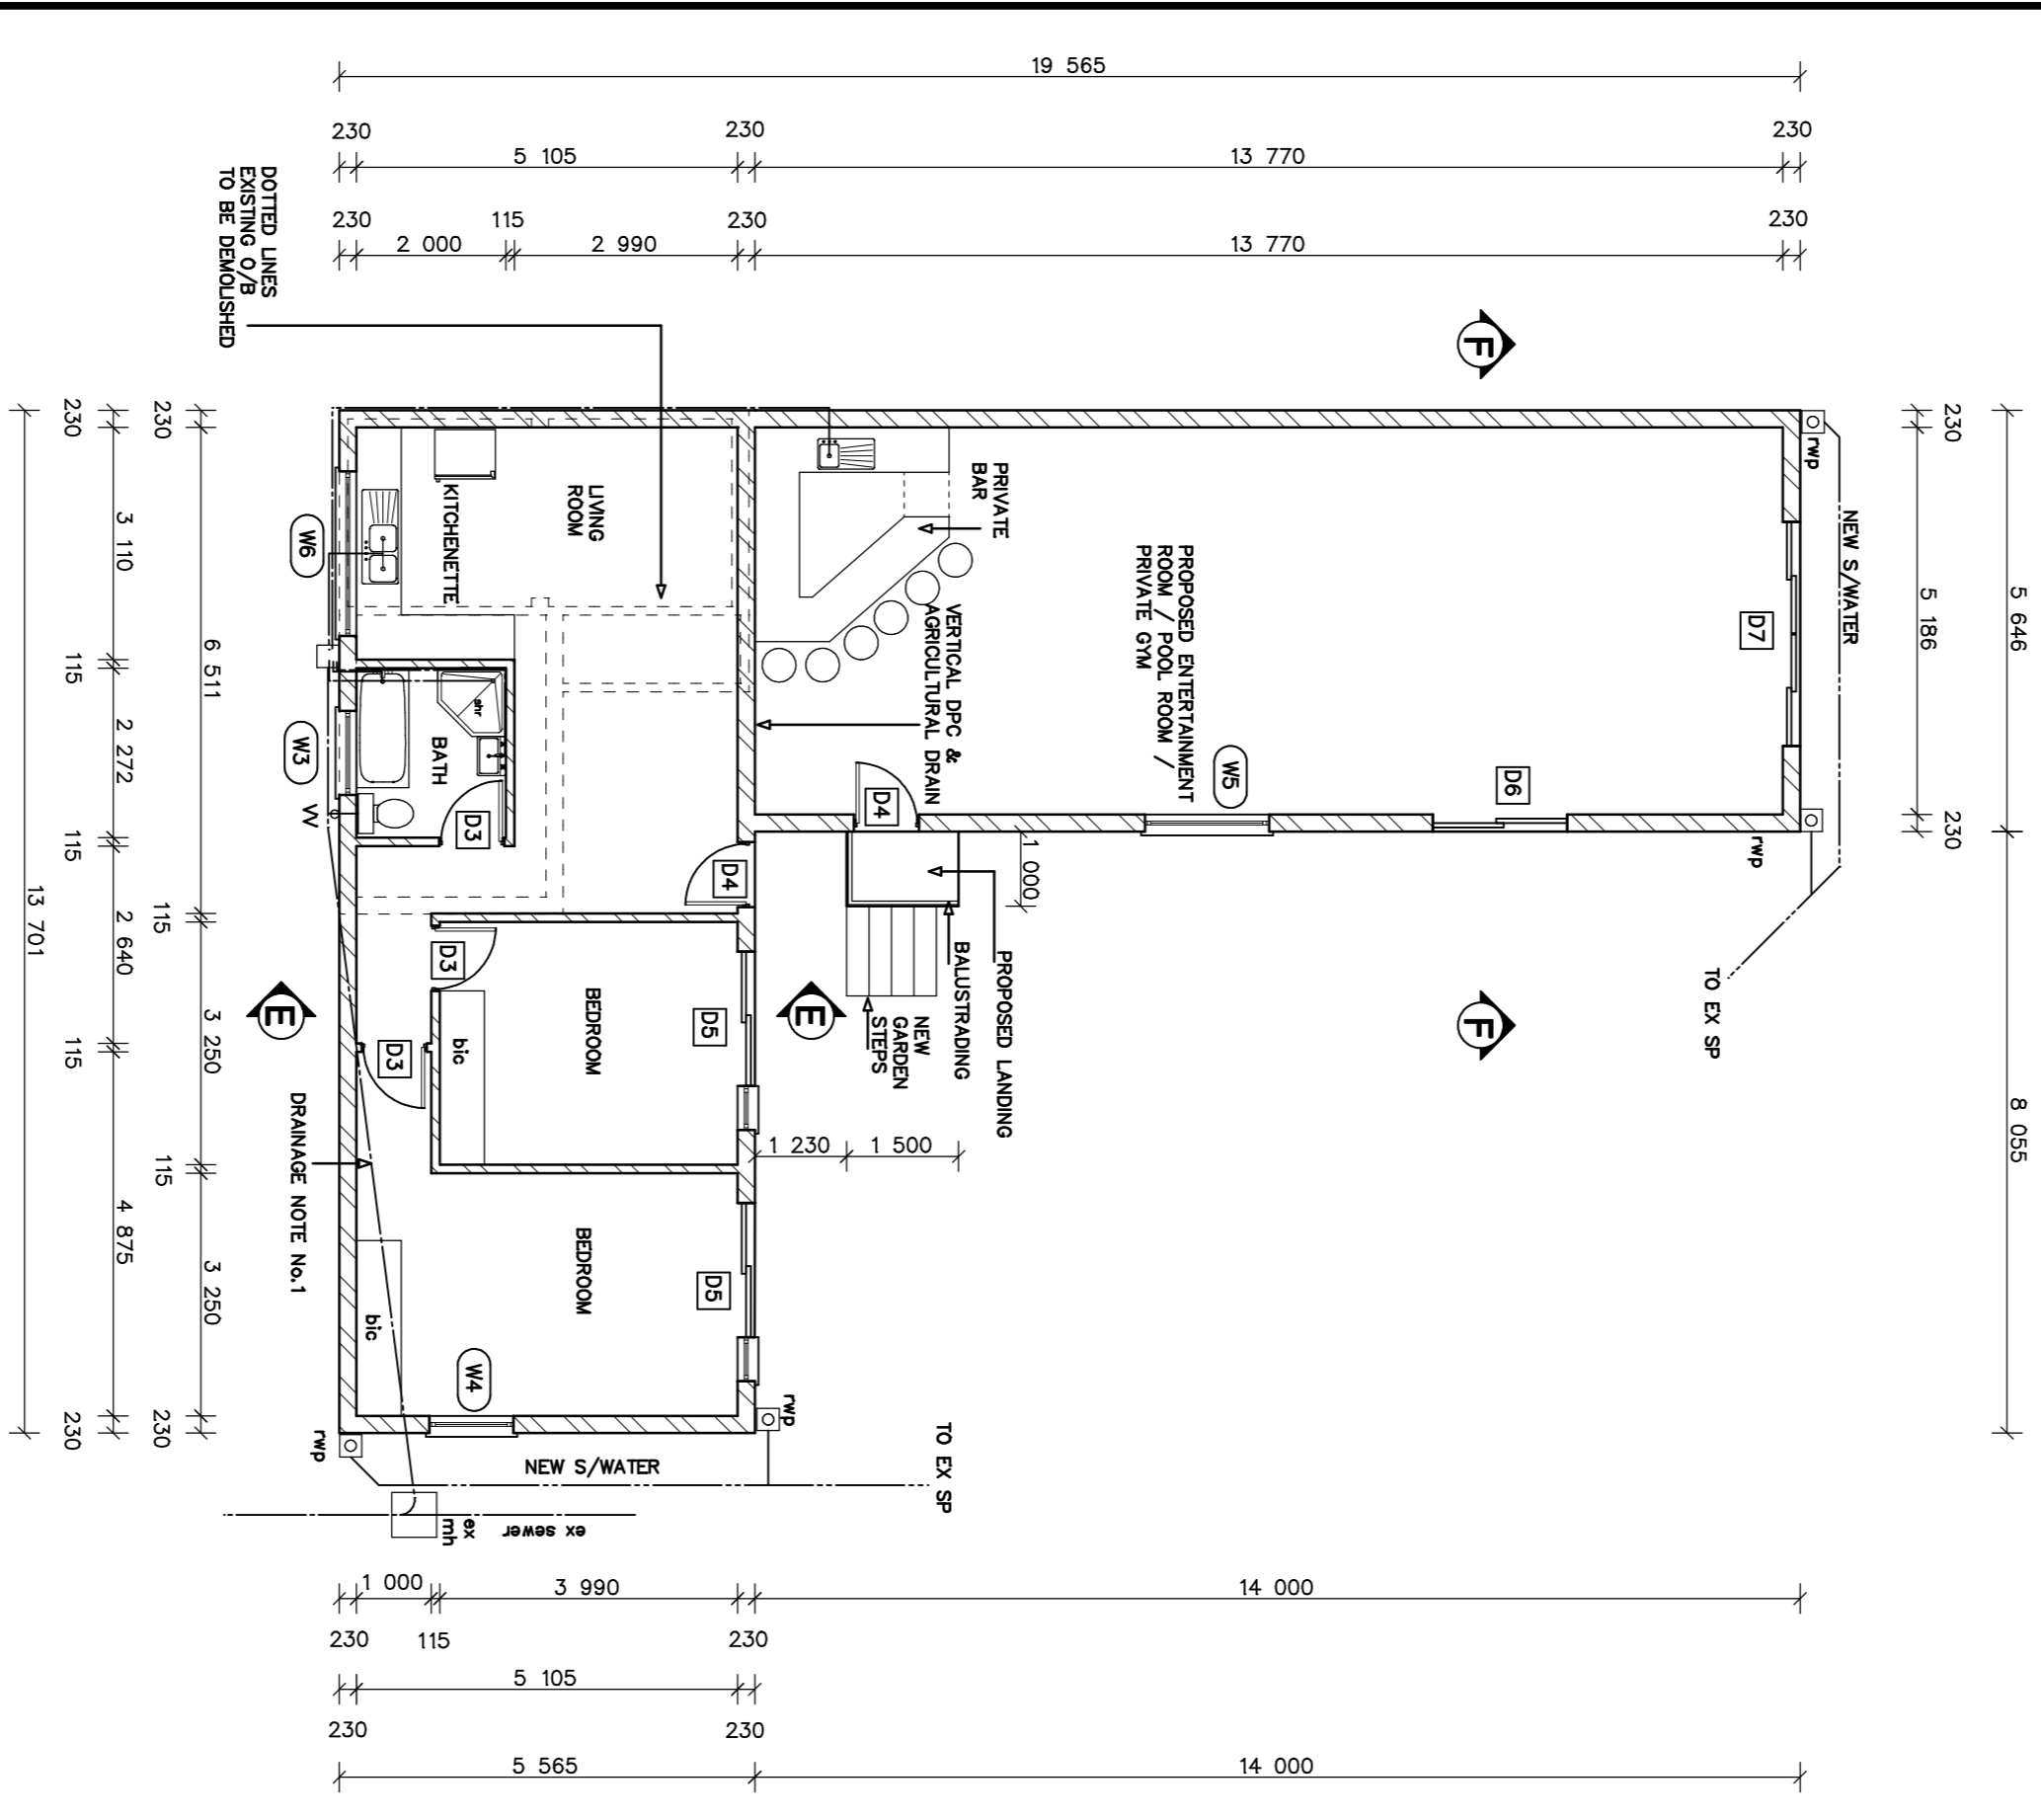 19 565
230
230
230
5 105
13 770
230
115
230
230
2 000
2 990
13 770
DOTTED LINES
EXISTING O/B
TO BE DEMOLISHED
F
230
5 646
5 186
230
8 055
rwp
NEW S/WATER
rwp
TO EX SP
D7
D6
W5
D4
PROPOSED ENTERTAINMENT
ROOM / POOL ROOM /
PRIVATE GYM
PRIVATE
BAR
VERTICAL DPC &
AGRICULTURAL DRAIN
LIVING
ROOM
KITCHENETTE
W6
W3
VV
BATH
shr
D3
D4
1 000
PROPOSED LANDING
BALUSTRADING
NEW
GARDEN
STEPS
F
E
E
1 230
1 500
D3
D3
BEDROOM
bic
D5
BEDROOM
bic
D5
W4
DRAINAGE NOTE No.1
rwp
rwp
NEW S/WATER
TO EX SP
ex
mh
ex sewer
230
6 511
115
3 250
115
3 250
230
230
3 110
115
2 272
115
2 640
115
4 875
230
13 701
1 000
3 990
14 000
230
115
230
5 105
230
230
5 565
14 000